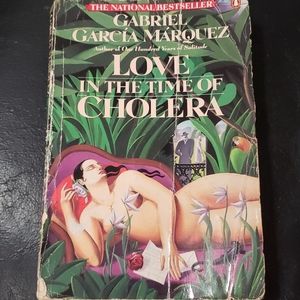 THE NATIONAL BESTSELLER
GABRIEL
GARCÍA MÁRQUEZ
Author of One Hundred Years of Solitude
LOVE
IN THE TIME OF
CHOLERA